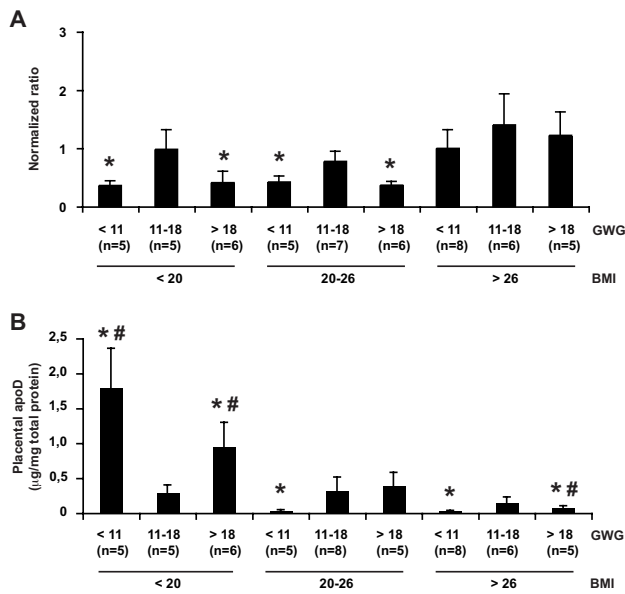 A
Normalized ratio
3
2
1
0
*
*
*
*
< 11 11-18 > 18 < 11 11-18 > 18 < 11 11-18 > 18 GWG
(n=5) (n=5) (n=6) (n=5) (n=7) (n=6) (n=8) (n=6) (n=5)
< 20 20-26 > 26 BMI
B
Placental apoD
(µg/mg total protein)
2,5
2,0
1,5
1,0
0,5
0
* #
* #
*
*
* #
< 11 11-18 > 18 < 11 11-18 > 18 < 11 11-18 > 18 GWG
(n=5) (n=5) (n=6) (n=5) (n=8) (n=5) (n=8) (n=6) (n=5)
< 20 20-26 > 26 BMI